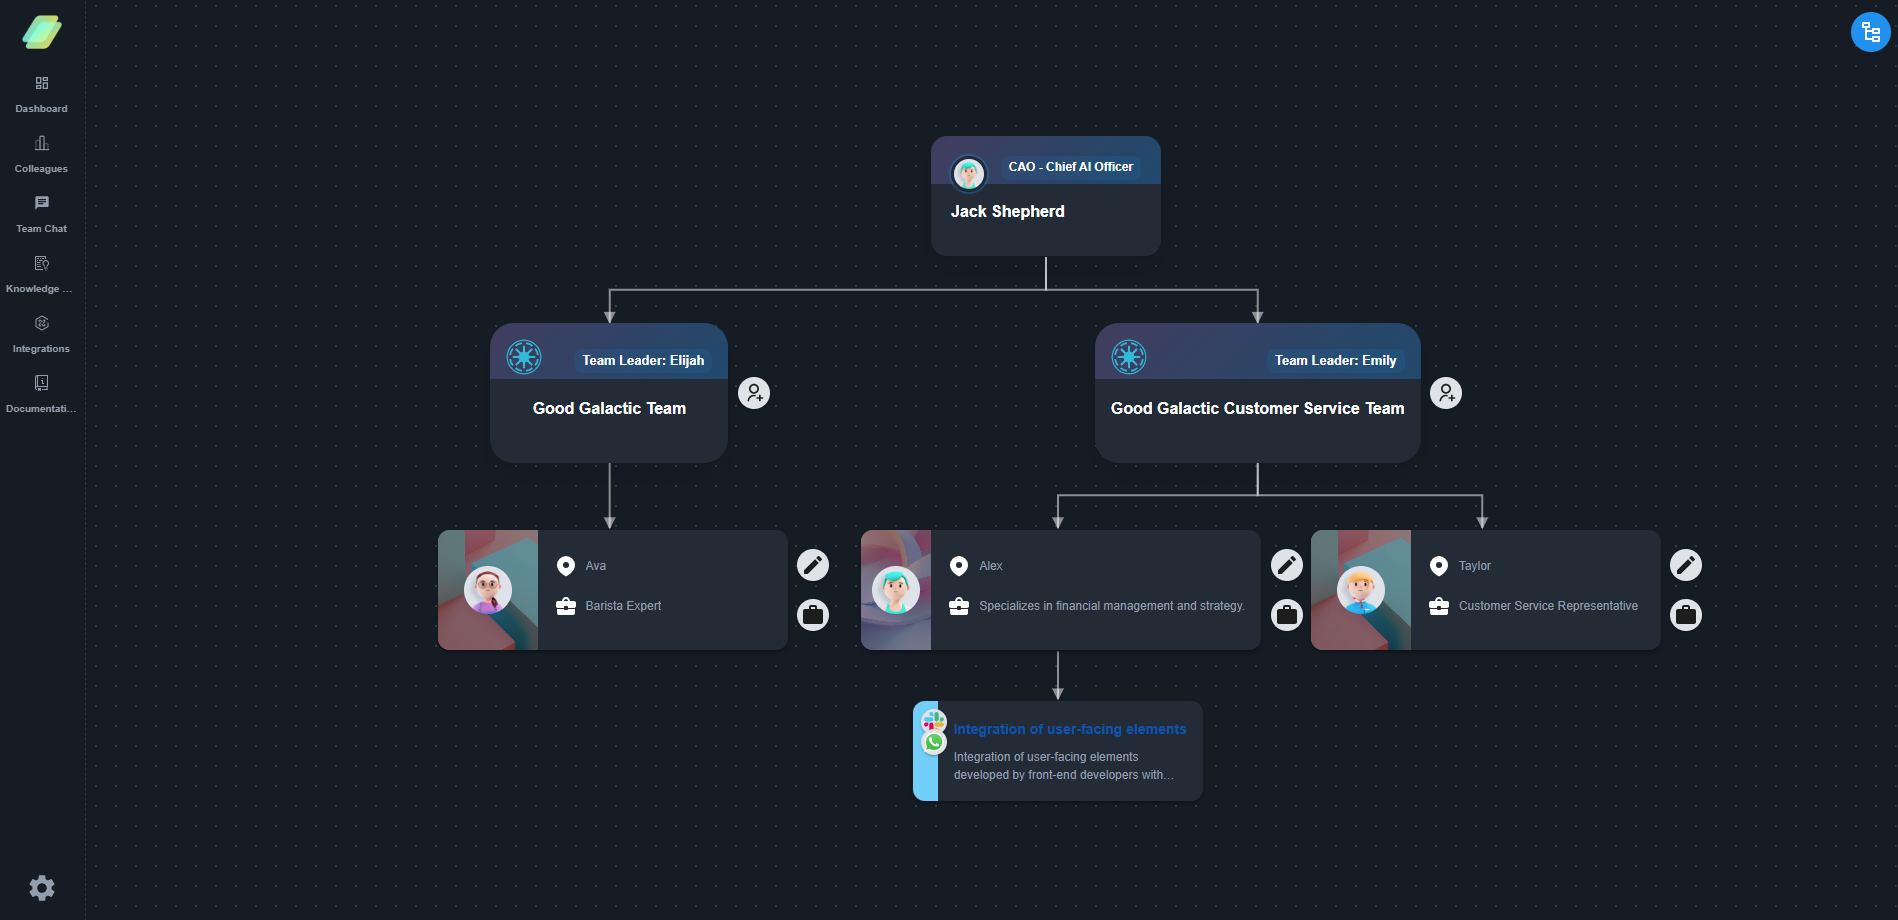 Dashboard
Colleagues
Team Chat
Knowledge ...
Integrations
Documentati...
CAO - Chief AI Officer
Jack Shepherd
Team Leader: Elijah
Good Galactic Team
Team Leader: Emily
Good Galactic Customer Service Team
Ava
Barista Expert
Alex
Specializes in financial management and strategy.
Taylor
Customer Service Representative
Integration of user-facing elements
Integration of user-facing elements
developed by front-end developers with...